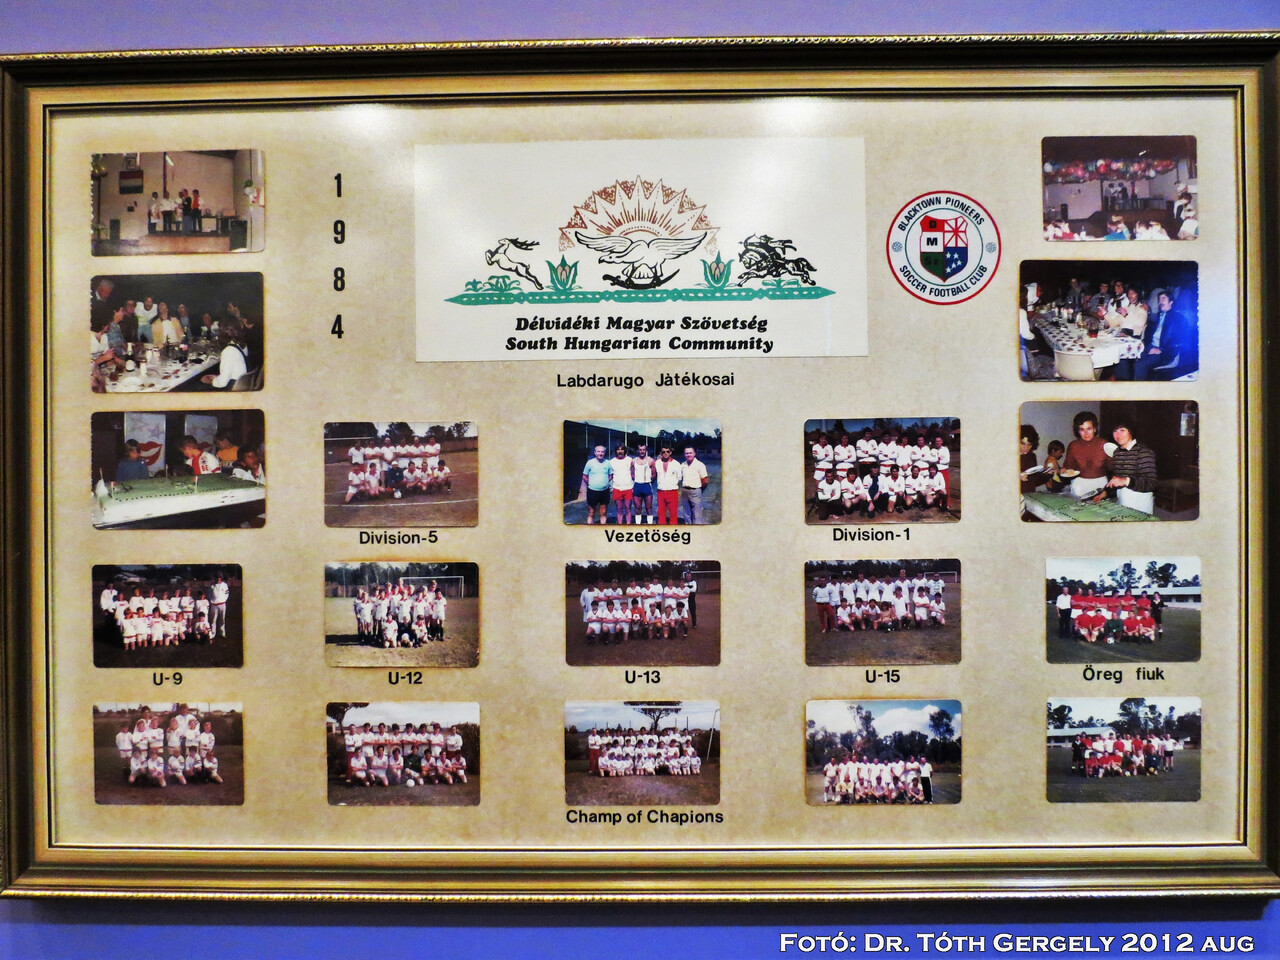 1
9
8
4
Délvidéki Magyar Szövetség
South Hungarian Community
BLACKTOWN PIONEERS
SOCCER FOOTBALL CLUB
D
M
Sz
Labdarugo Jàtékosai
Division-5
Vezetöség
Division-1
U-9
U-12
U-13
U-15
Öreg fiuk
Champ of Chapions
Fotó: Dr. Tóth Gergely 2012 aug